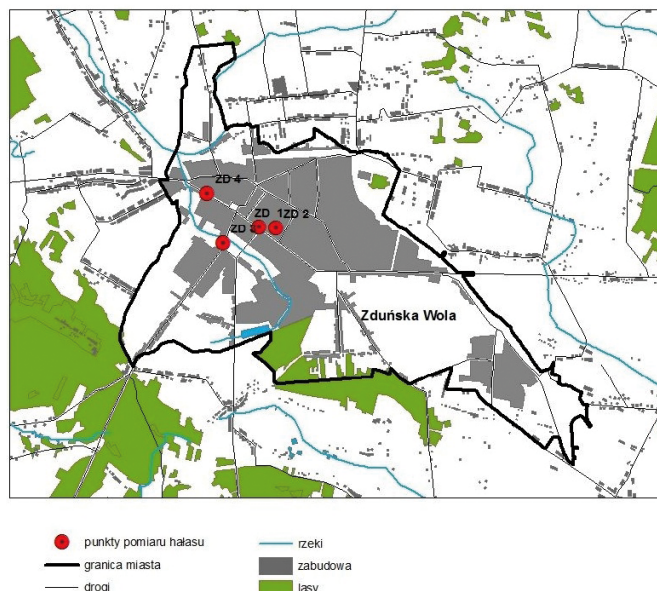 ZD 4
ZD 1 ZD 2
ZD 3
Zduńska Wola
punkty pomiaru hałasu
rzeki
granica miasta
zabudowa
drogi
lasy